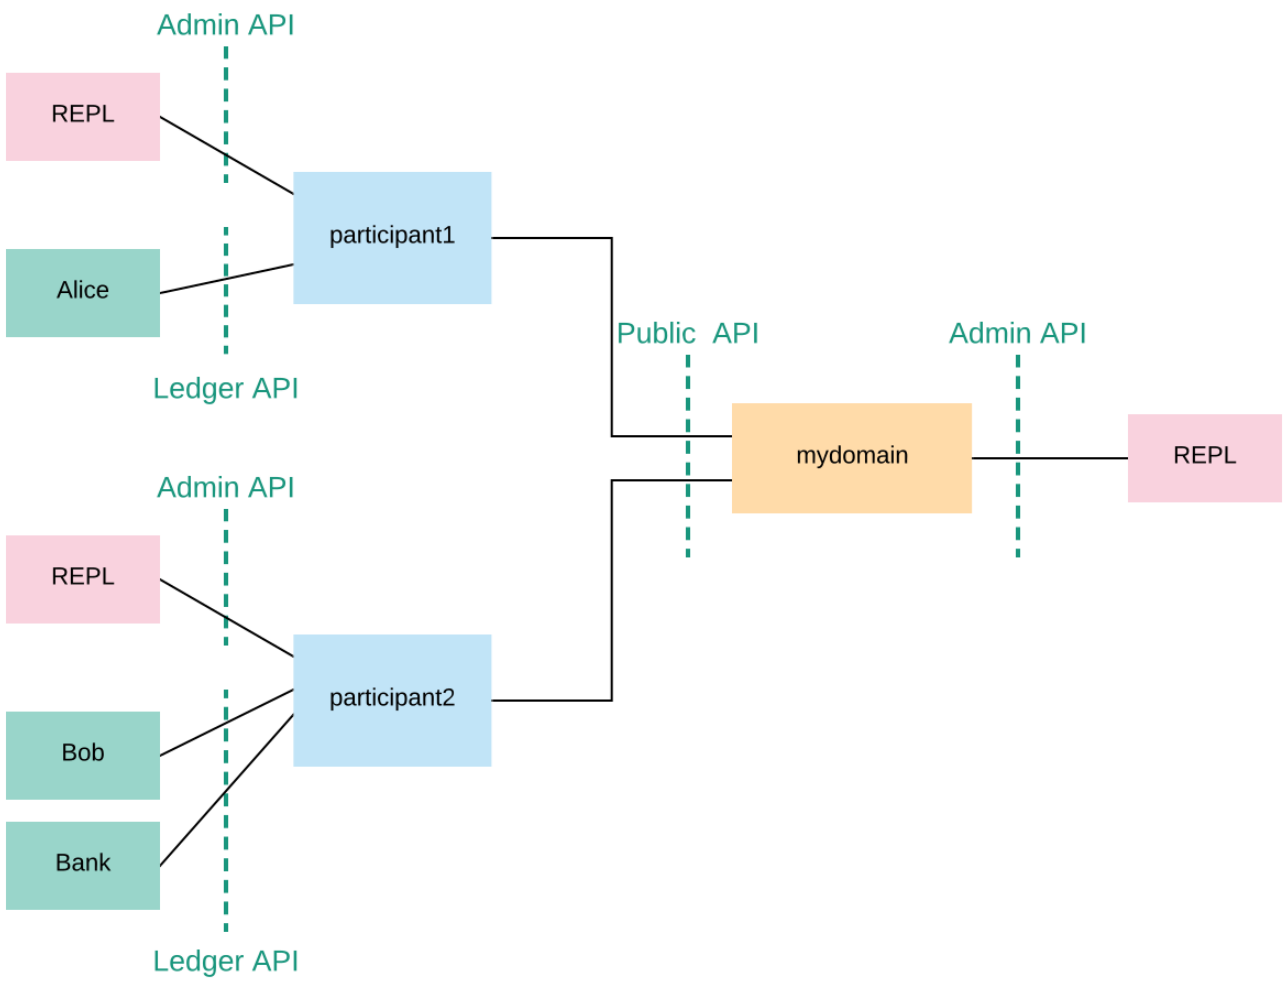 Admin API
REPL
participant1
Alice
Ledger API
Public  API
Admin API
mydomain
REPL
Admin API
REPL
participant2
Bob
Bank
Ledger API